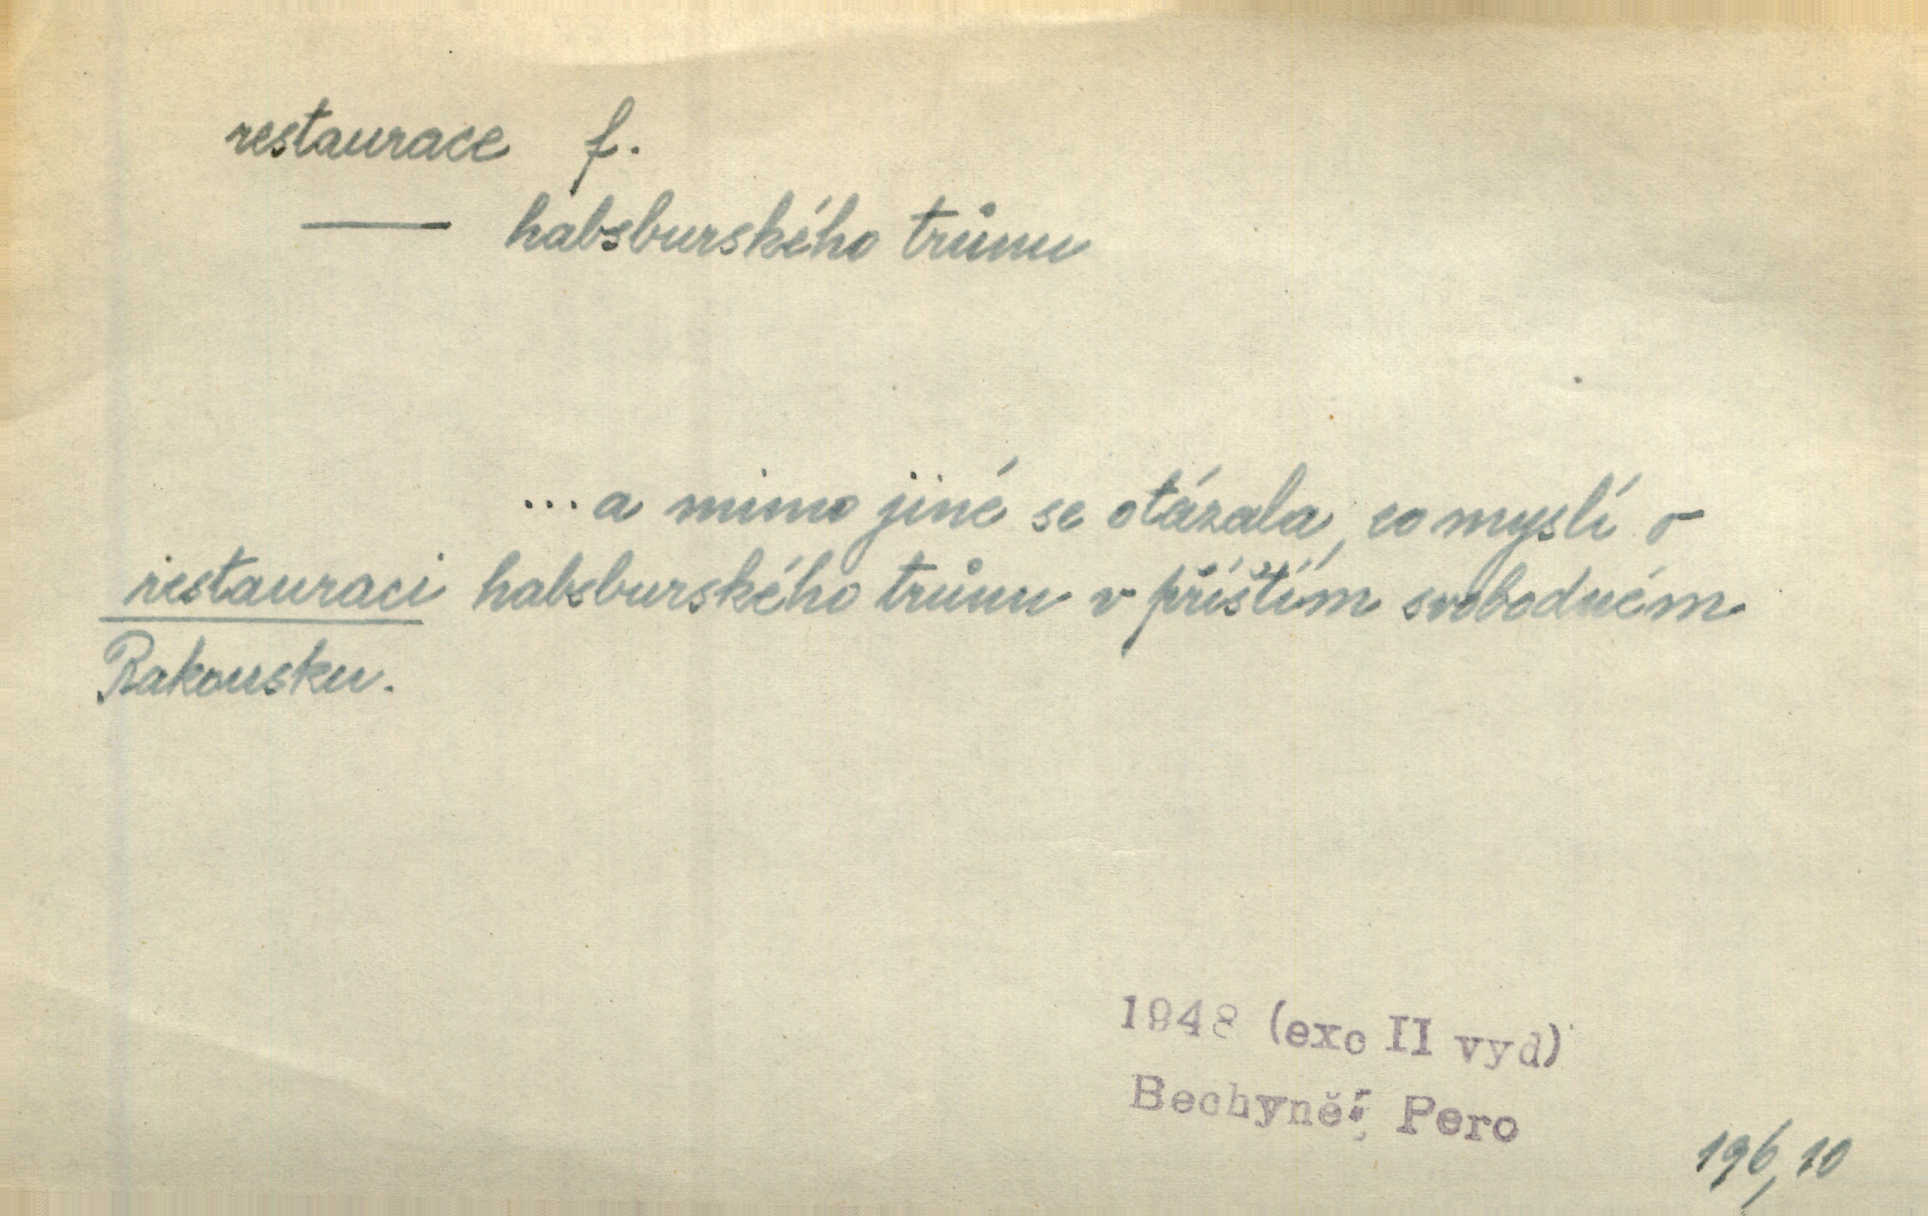 restaurace f.
—— habsburského trůnu
...a mimo jiné se otázala, co myslí o
restauraci habsburského trůnu v příštím svobodném
Rakousku.
1948 (exc II vyd)
Bechyně: Pero
196,10